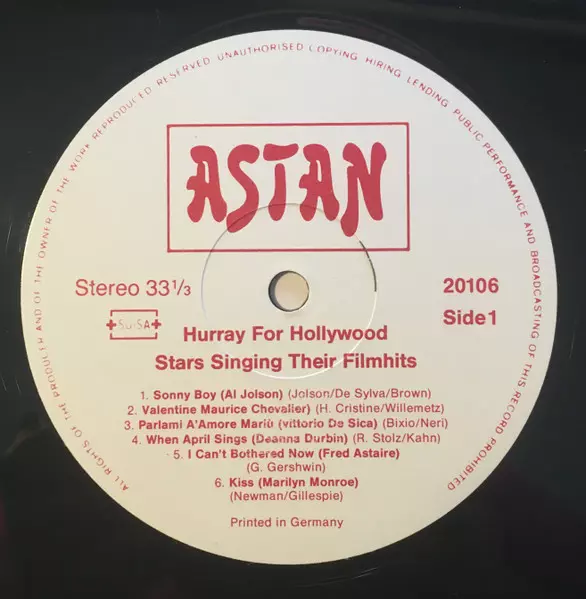 ALL RIGHTS OF THE PRODUCER AND OF THE OWNER OF THE WORK REPRODUCED RESERVED UNAUTHORISED COPYING HIRING LENDING PUBLIC PERFORMANCE AND BROADCASTING OF THIS RECORD PROHIBITED
ASTAN
Stereo 33 1/3
20106
SUISA
Side 1
Hurray For Hollywood
Stars Singing Their Filmhits
1. Sonny Boy (Al Jolson) (Jolson/De Sylva/Brown)
2. Valentine Maurice Chevalier) (H. Cristine/Willemetz)
3. Parlami A'Amore Mariù (vittorio De Sica) (Bixio/Neri)
4. When April Sings (Deanna Durbin) (R. Stolz/Kahn)
5. I Can't Bothered Now (Fred Astaire)
(G. Gershwin)
6. Kiss (Marilyn Monroe)
(Newman/Gillespie)
Printed in Germany